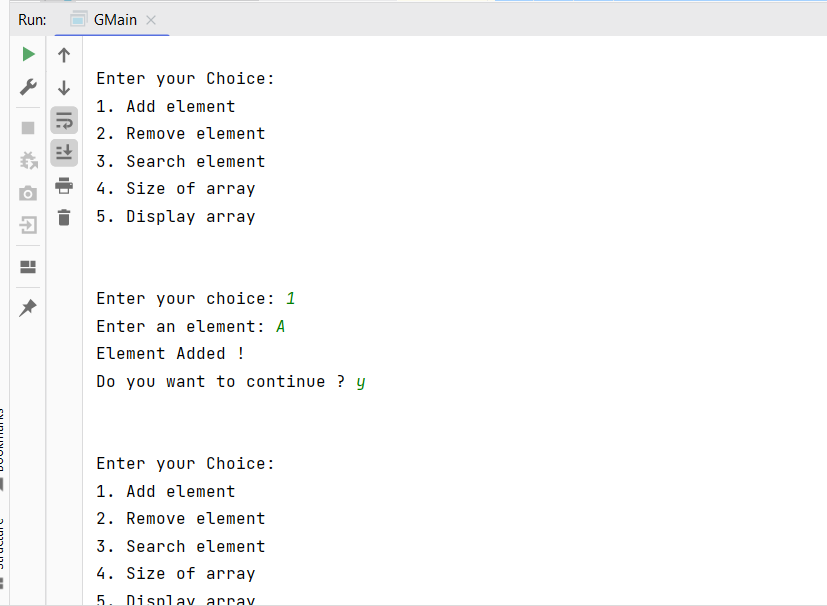 Run: GMain
Enter your Choice:
1. Add element
2. Remove element
3. Search element
4. Size of array
5. Display array
Enter your choice: 1
Enter an element: A
Element Added !
Do you want to continue ? y
Enter your Choice:
1. Add element
2. Remove element
3. Search element
4. Size of array
5. Display array
Bookmarks
Structure